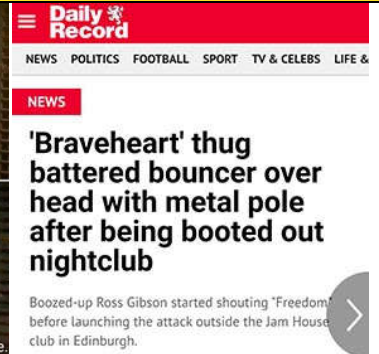 Daily
Record
NEWS POLITICS FOOTBALL SPORT TV & CELEBS LIFE &
NEWS
'Braveheart' thug
battered bouncer over
head with metal pole
after being booted out
nightclub
Boozed-up Ross Gibson started shouting "Freedom"
before launching the attack outside the Jam House
club in Edinburgh.
e.